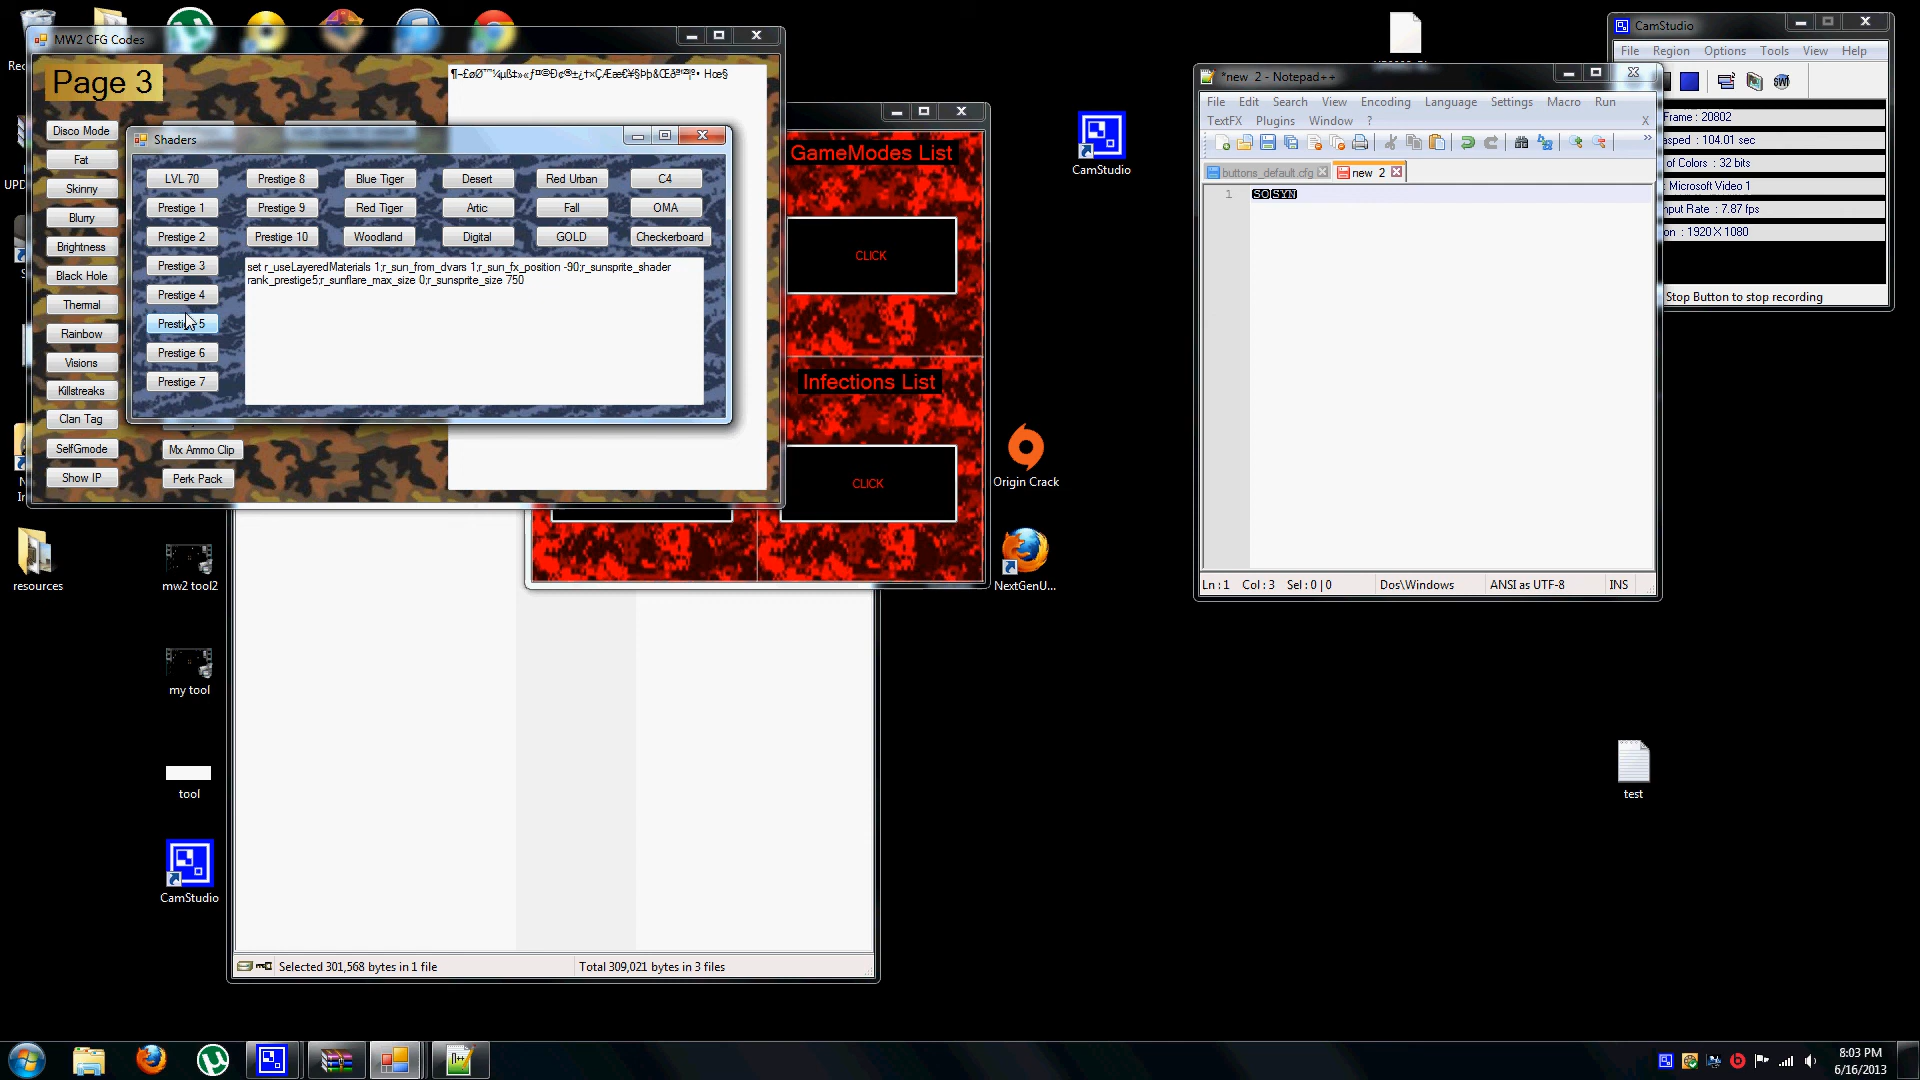 MW2 CFG Codes
Page 3
Disco Mode
Fat
Skinny
Blurry
Brightness
Black Hole
Thermal
Rainbow
Visions
Killstreaks
Clan Tag
SelfGmode
Show IP
Mx Ammo Clip
Perk Pack
Shaders
LVL 70
Prestige 8
Blue Tiger
Desert
Red Urban
C4
Prestige 1
Prestige 9
Red Tiger
Artic
Fall
OMA
Prestige 2
Prestige 10
Woodland
Digital
GOLD
Checkerboard
Prestige 3
Prestige 4
Prestige 5
Prestige 6
Prestige 7
set r_useLayeredMaterials 1;r_sun_from_dvars 1;r_sun_fx_position -90;r_sunsprite_shader
rank_prestige5;r_sunflare_max_size 0;r_sunsprite_size 750
GameModes List
CLICK
Infections List
CLICK
Selected 301,568 bytes in 1 file
Total 309,021 bytes in 3 files
CamStudio
Origin Crack
NextGenU...
*new 2 - Notepad++
File Edit Search View Encoding Language Settings Macro Run
TextFX Plugins Window ?
X
buttons_default.cfg
new 2
1
SOSYN
Ln : 1 Col : 3 Sel : 0 | 0
Dos\Windows
ANSI as UTF-8
INS
CamStudio
File Region Options Tools View Help
Frame : 20802
apsed : 104.01 sec
of Colors : 32 bits
: Microsoft Video 1
nput Rate : 7.87 fps
on : 1920 X 1080
Stop Button to stop recording
resources
mw2 tool2
my tool
tool
CamStudio
test
8:03 PM
6/16/2013